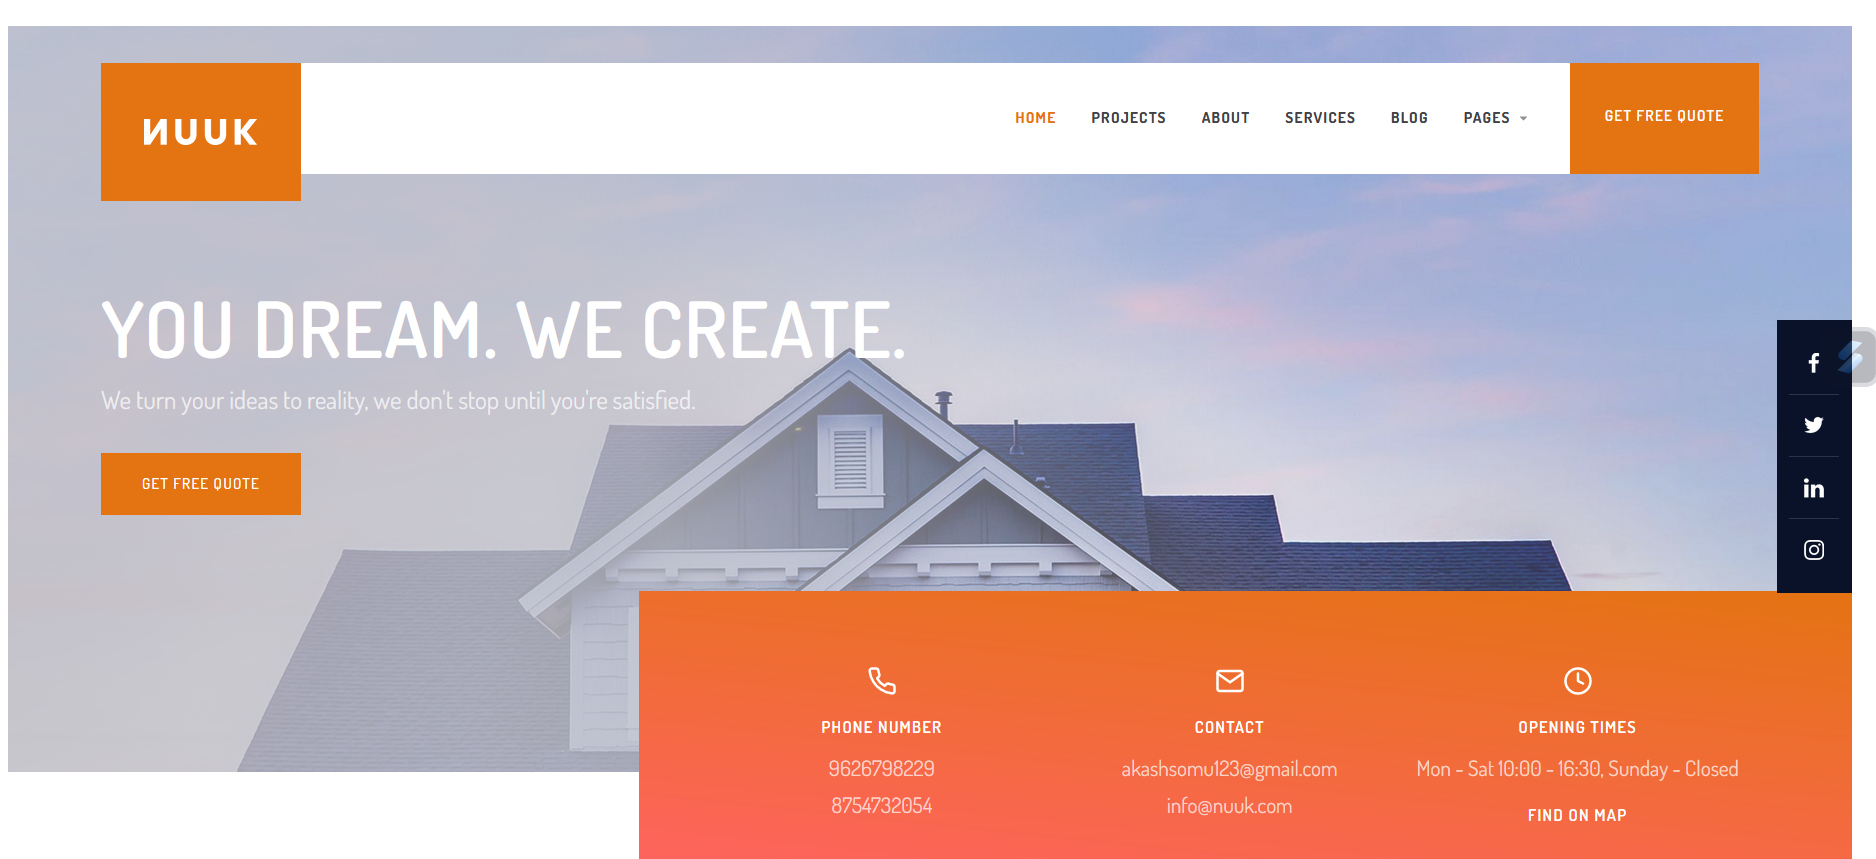 NUUK
HOME PROJECTS ABOUT SERVICES BLOG PAGES
GET FREE QUOTE
YOU DREAM. WE CREATE.
We turn your ideas to reality, we don't stop until you're satisfied.
GET FREE QUOTE
PHONE NUMBER
9626798229
8754732054
CONTACT
akashsomu123@gmail.com
info@nuuk.com
OPENING TIMES
Mon - Sat 10:00 - 16:30, Sunday - Closed
FIND ON MAP